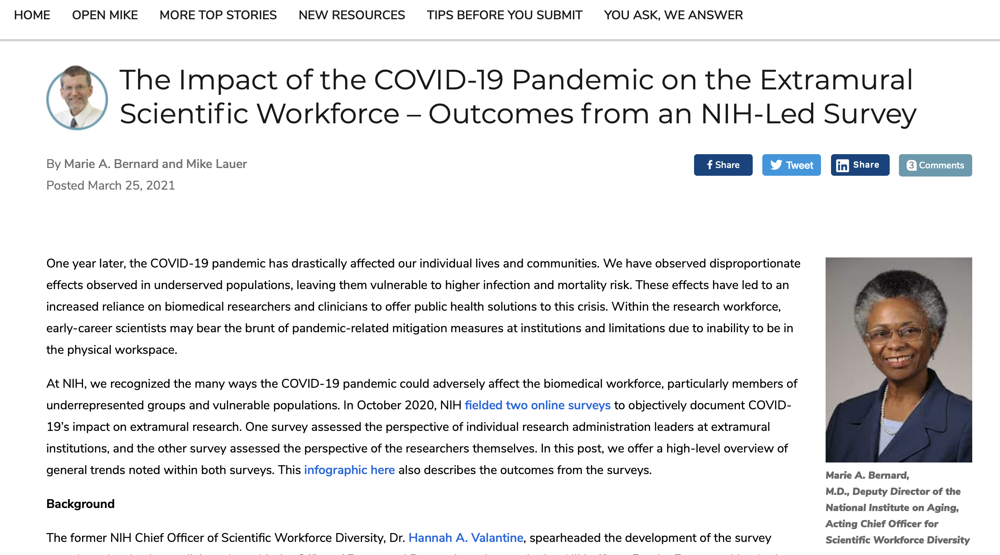 HOME OPEN MIKE MORE TOP STORIES NEW RESOURCES TIPS BEFORE YOU SUBMIT YOU ASK, WE ANSWER
The Impact of the COVID-19 Pandemic on the Extramural
Scientific Workforce – Outcomes from an NIH-Led Survey
By Marie A. Bernard and Mike Lauer
Posted March 25, 2021
f Share
Tweet
in Share
3 Comments
One year later, the COVID-19 pandemic has drastically affected our individual lives and communities. We have observed disproportionate
effects observed in underserved populations, leaving them vulnerable to higher infection and mortality risk. These effects have led to an
increased reliance on biomedical researchers and clinicians to offer public health solutions to this crisis. Within the research workforce,
early-career scientists may bear the brunt of pandemic-related mitigation measures at institutions and limitations due to inability to be in
the physical workspace.
At NIH, we recognized the many ways the COVID-19 pandemic could adversely affect the biomedical workforce, particularly members of
underrepresented groups and vulnerable populations. In October 2020, NIH fielded two online surveys to objectively document COVID-
19’s impact on extramural research. One survey assessed the perspective of individual research administration leaders at extramural
institutions, and the other survey assessed the perspective of the researchers themselves. In this post, we offer a high-level overview of
general trends noted within both surveys. This infographic here also describes the outcomes from the surveys.
Background
The former NIH Chief Officer of Scientific Workforce Diversity, Dr. Hannah A. Valantine, spearheaded the development of the survey
Marie A. Bernard,
M.D., Deputy Director of the
National Institute on Aging,
Acting Chief Officer for
Scientific Workforce Diversity